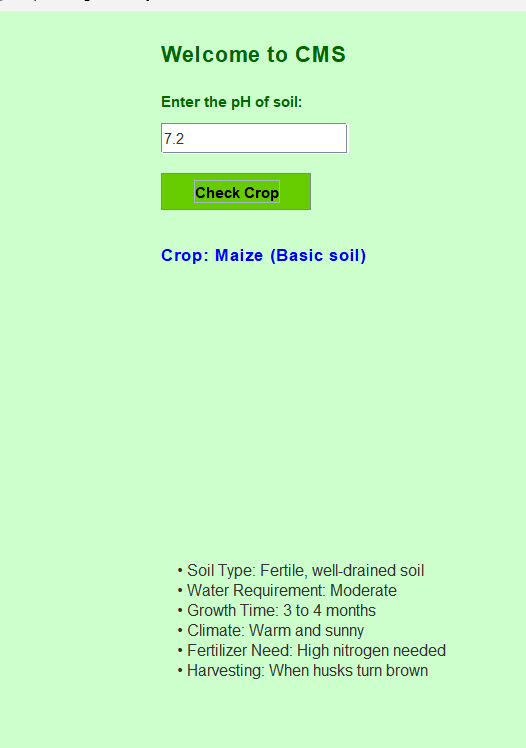 Welcome to CMS
Enter the pH of soil:
7.2
Check Crop
Crop: Maize (Basic soil)
• Soil Type: Fertile, well-drained soil
• Water Requirement: Moderate
• Growth Time: 3 to 4 months
• Climate: Warm and sunny
• Fertilizer Need: High nitrogen needed
• Harvesting: When husks turn brown